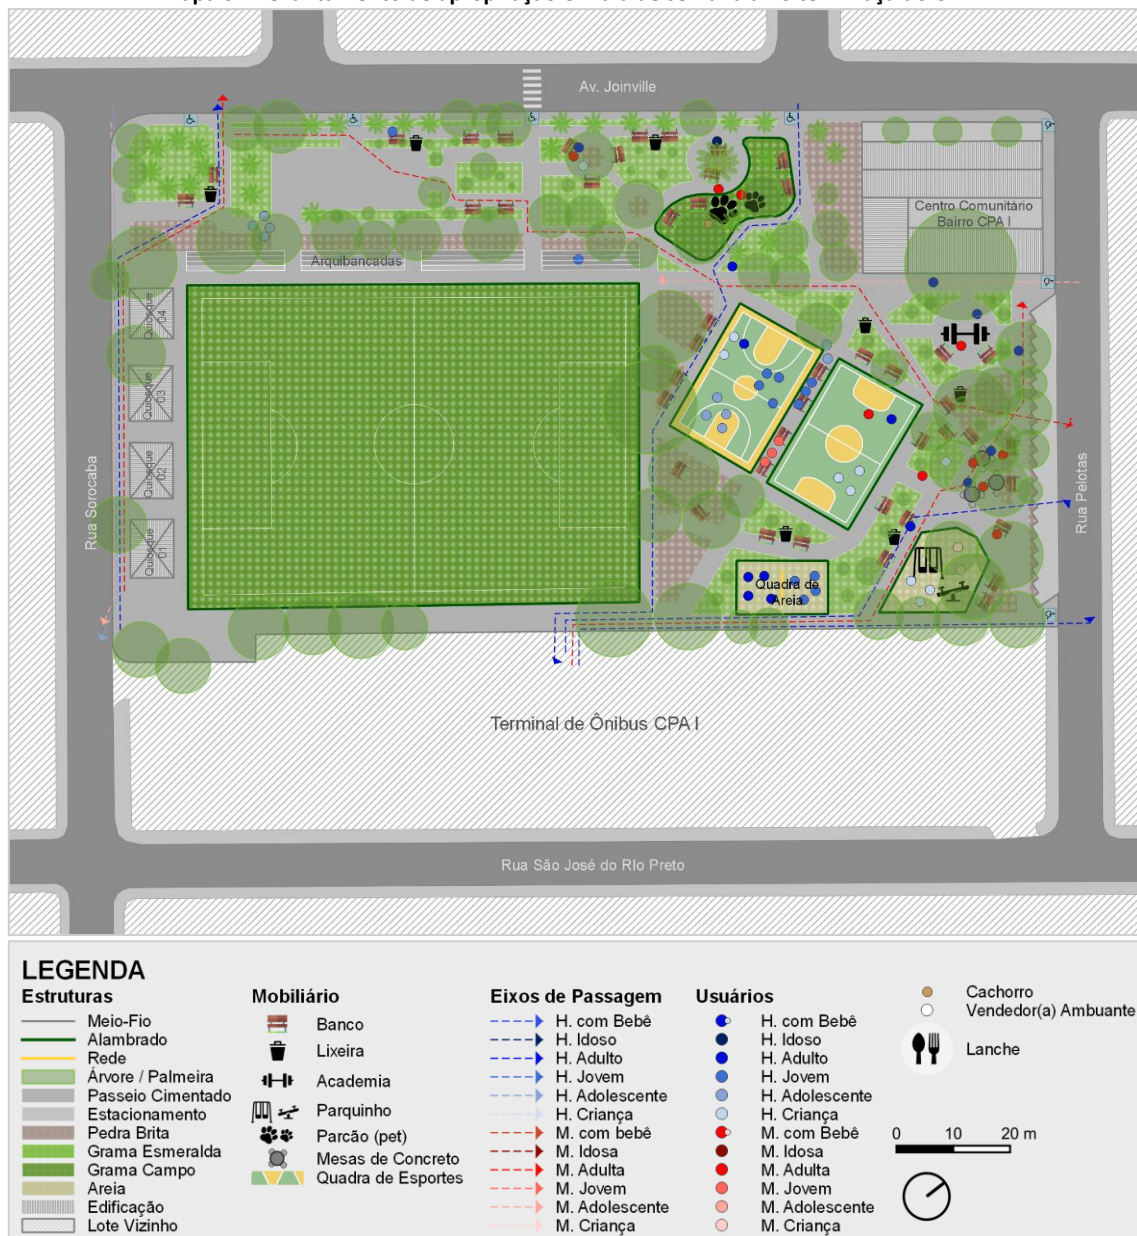 Av. Joinville
Centro Comunitário
Bairro CPA I
Arquibancadas
Quiosque
04
Quiosque
03
Quiosque
02
Quiosque
01
Rua Sorocaba
Rua Pelotas
Quadra de
Areia
Terminal de Ônibus CPA I
Rua São José do RIo Preto
LEGENDA
Estruturas
Meio-Fio
Alambrado
Rede
Árvore / Palmeira
Passeio Cimentado
Estacionamento
Pedra Brita
Grama Esmeralda
Grama Campo
Areia
Edificação
Lote Vizinho
Mobiliário
Banco
Lixeira
Academia
Parquinho
Parcão (pet)
Mesas de Concreto
Quadra de Esportes
Eixos de Passagem
H. com Bebê
H. Idoso
H. Adulto
H. Jovem
H. Adolescente
H. Criança
M. com bebê
M. Idosa
M. Adulta
M. Jovem
M. Adolescente
M. Criança
Usuários
H. com Bebê
H. Idoso
H. Adulto
H. Jovem
H. Adolescente
H. Criança
M. com Bebê
M. Idosa
M. Adulta
M. Jovem
M. Adolescente
M. Criança
Cachorro
Vendedor(a) Ambuante
Lanche
0 10 20 m